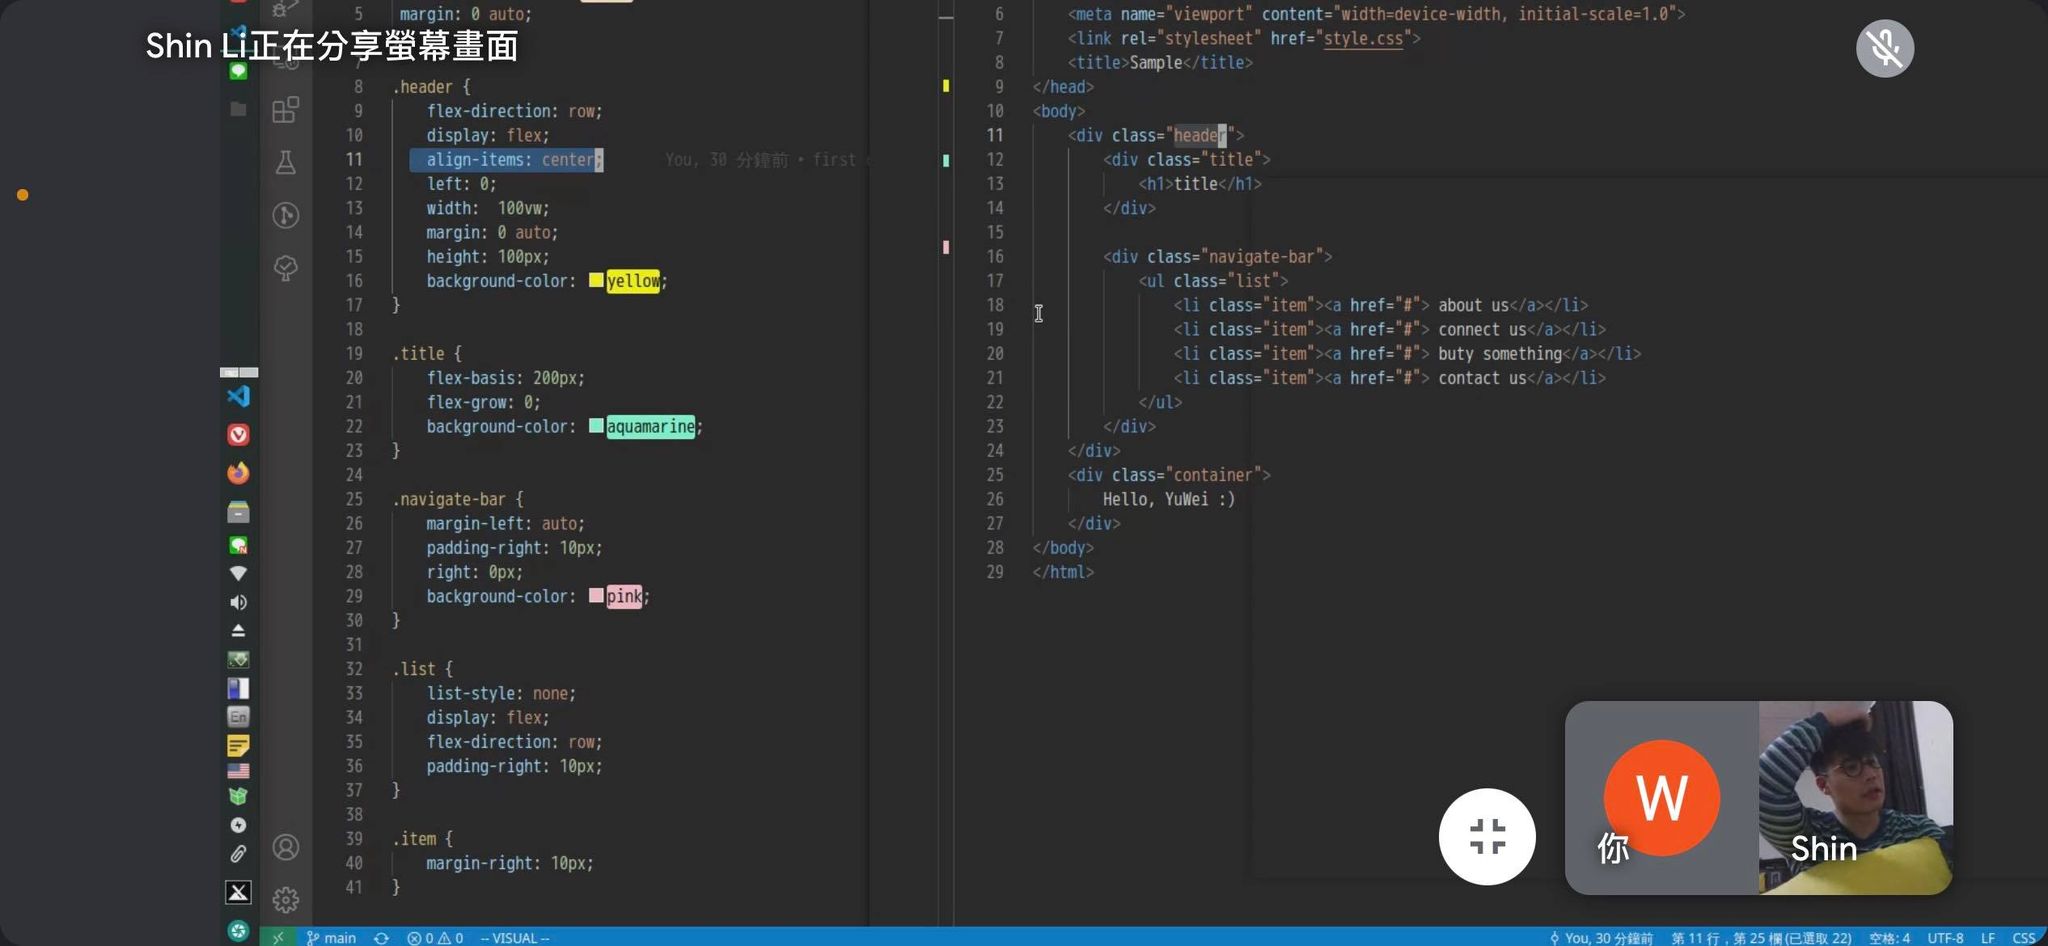 Shin Li正在分享螢幕畫面
5 margin: 0 auto;
7
8 .header {
9 flex-direction: row;
10 display: flex;
11 align-items: center; You, 30 分鐘前 • first
12 left: 0;
13 width:  100vw;
14 margin: 0 auto;
15 height: 100px;
16 background-color: yellow;
17 }
18
19 .title {
20 flex-basis: 200px;
21 flex-grow: 0;
22 background-color: aquamarine;
23 }
24
25 .navigate-bar {
26 margin-left: auto;
27 padding-right: 10px;
28 right: 0px;
29 background-color: pink;
30 }
31
32 .list {
33 list-style: none;
34 display: flex;
35 flex-direction: row;
36 padding-right: 10px;
37 }
38
39 .item {
40 margin-right: 10px;
41 }
6 <meta name="viewport" content="width=device-width, initial-scale=1.0">
7 <link rel="stylesheet" href="style.css">
8 <title>Sample</title>
9 </head>
10 <body>
11 <div class="header">
12 <div class="title">
13 <h1>title</h1>
14 </div>
15
16 <div class="navigate-bar">
17 <ul class="list">
18 <li class="item"><a href="#"> about us</a></li>
19 <li class="item"><a href="#"> connect us</a></li>
20 <li class="item"><a href="#"> buty something</a></li>
21 <li class="item"><a href="#"> contact us</a></li>
22 </ul>
23 </div>
24 </div>
25 <div class="container">
26 Hello, YuWei :)
27 </div>
28 </body>
29 </html>
En
W
你
Shin
main 0 0 -- VISUAL -- You, 30 分鐘前 第 11 行，第 25 欄 (已選取 22) 空格: 4 UTF-8 LF CSS